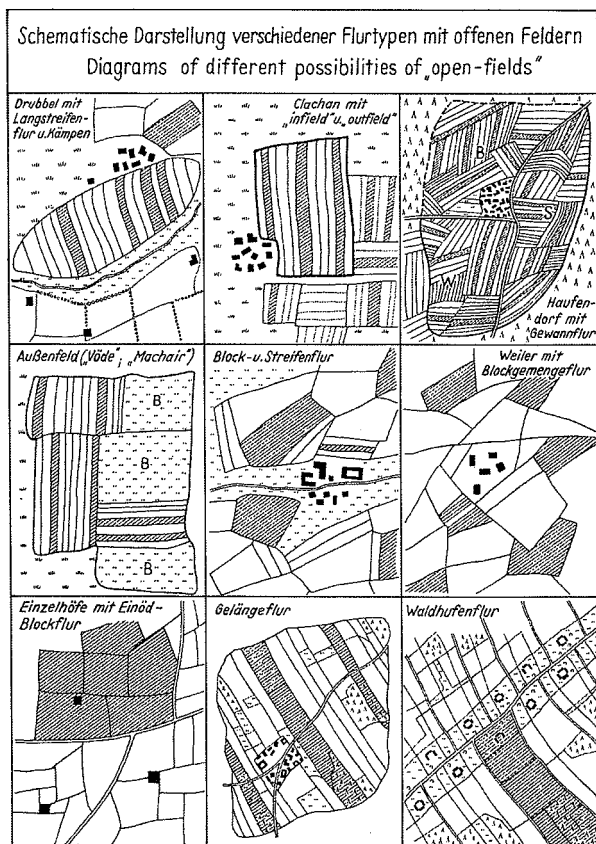 Schematische Darstellung verschiedener Flurtypen mit offenen Feldern
Diagrams of different possibilities of „open-fields"
Drubbel mit
Langstreifen-
flur u. Kämpen
Clachan mit
„infield" u. „outfield"
B
S
W
Haufen-
dorf mit
Gewannflur
Außenfeld („Vöde", „Machair")
B
B
B
Block- u. Streifenflur
Weiler mit
Blockgemengeflur
Einzelhöfe mit Einöd-
Blockflur
Gelängeflur
Waldhufenflur